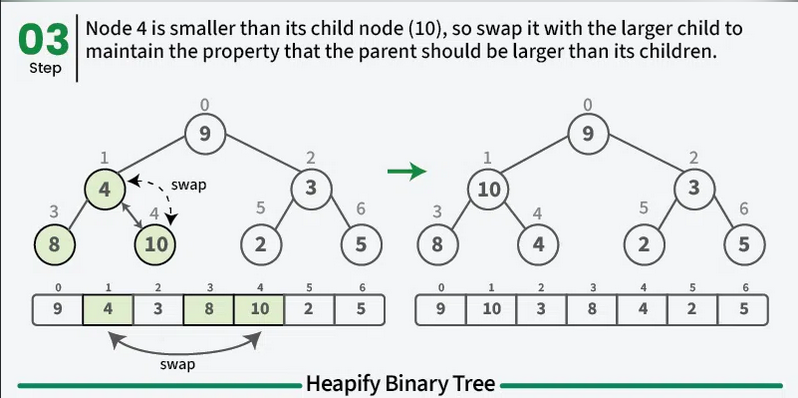 03
Step
Node 4 is smaller than its child node (10), so swap it with the larger child to
maintain the property that the parent should be larger than its children.
0
9
1
2
4
swap
3
3
4
5
6
8
10
2
5
0 1 2 3 4 5 6
9 4 3 8 10 2 5
swap
0
9
1
2
10
3
3
4
5
6
8
4
2
5
0 1 2 3 4 5 6
9 10 3 8 4 2 5
Heapify Binary Tree